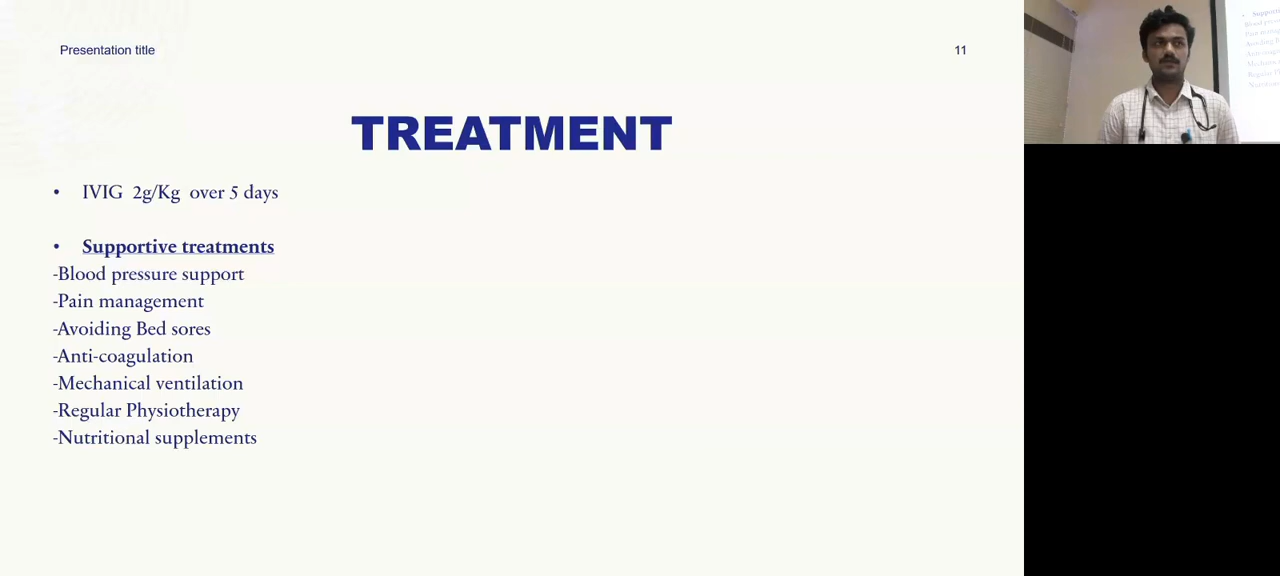 Presentation title
11
TREATMENT
• IVIG 2g/Kg over 5 days
• Supportive treatments
-Blood pressure support
-Pain management
-Avoiding Bed sores
-Anti-coagulation
-Mechanical ventilation
-Regular Physiotherapy
-Nutritional supplements